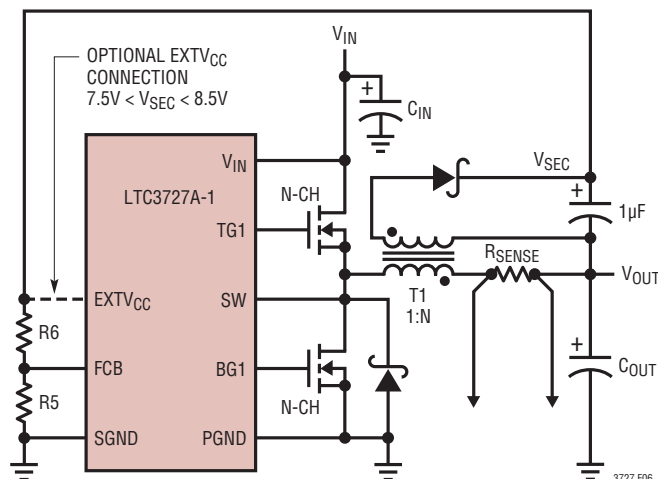 VIN
OPTIONAL EXTVCC
CONNECTION
7.5V < VSEC < 8.5V
+
CIN
VIN
VSEC
LTC3727A-1
N-CH
+
1µF
TG1
RSENSE
VOUT
T1
1:N
EXTVCC
SW
R6
+
COUT
FCB
BG1
R5
N-CH
SGND
PGND
3727 F06